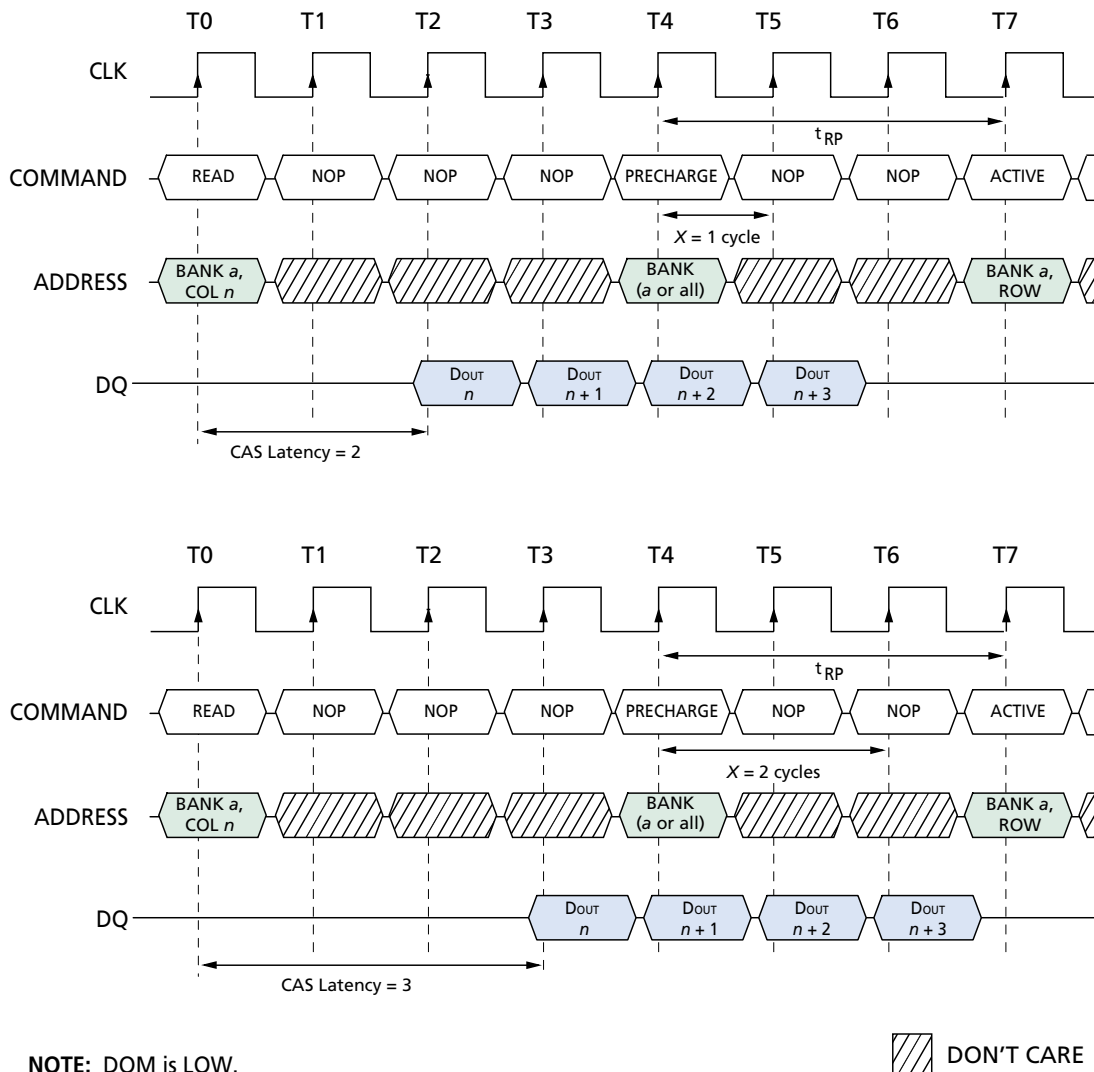 T0 T1 T2 T3 T4 T5 T6 T7
CLK
tRP
COMMAND READ NOP NOP NOP PRECHARGE NOP NOP ACTIVE
X = 1 cycle
ADDRESS BANK a, COL n BANK (a or all) BANK a, ROW
DQ DOUT n DOUT n + 1 DOUT n + 2 DOUT n + 3
CAS Latency = 2
T0 T1 T2 T3 T4 T5 T6 T7
CLK
tRP
COMMAND READ NOP NOP NOP PRECHARGE NOP NOP ACTIVE
X = 2 cycles
ADDRESS BANK a, COL n BANK (a or all) BANK a, ROW
DQ DOUT n DOUT n + 1 DOUT n + 2 DOUT n + 3
CAS Latency = 3
NOTE: DQM is LOW.
DON'T CARE